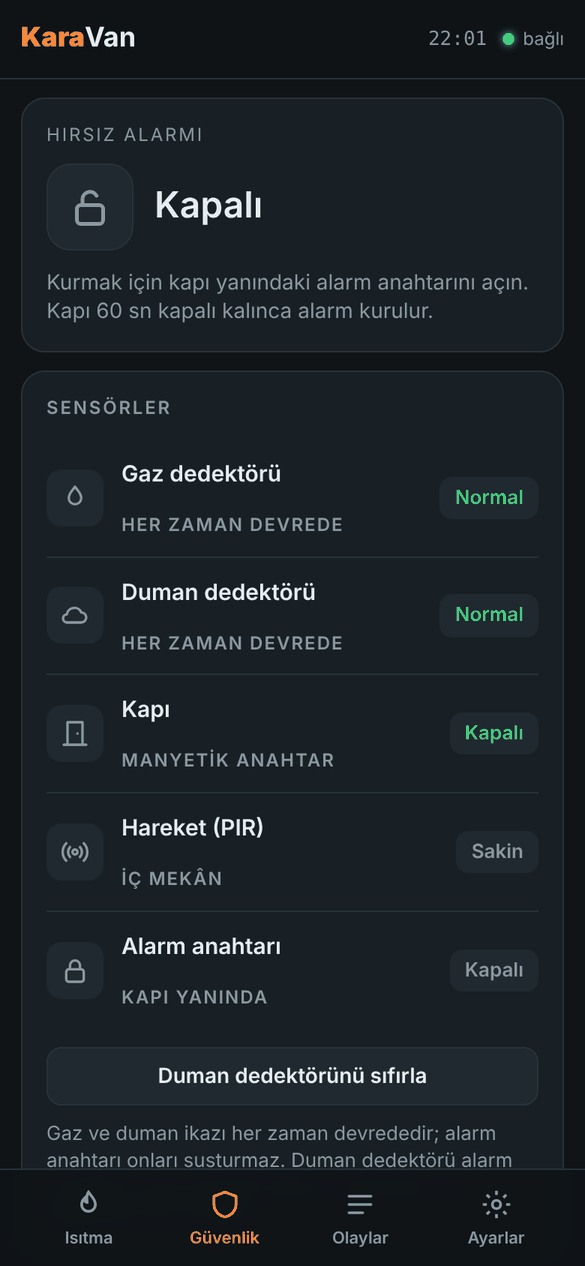 KaraVan
22:01 bağlı
HIRSIZ ALARMI
Kapalı
Kurmak için kapı yanındaki alarm anahtarını açın.
Kapı 60 sn kapalı kalınca alarm kurulur.
SENSÖRLER
Gaz dedektörü
HER ZAMAN DEVREDE
Normal
Duman dedektörü
HER ZAMAN DEVREDE
Normal
Kapı
MANYETİK ANAHTAR
Kapalı
Hareket (PIR)
İÇ MEKÂN
Sakin
Alarm anahtarı
KAPI YANINDA
Kapalı
Duman dedektörünü sıfırla
Gaz ve duman ikazı her zaman devrededir; alarm
anahtarı onları susturmaz. Duman dedektörü alarm
Isıtma
Güvenlik
Olaylar
Ayarlar